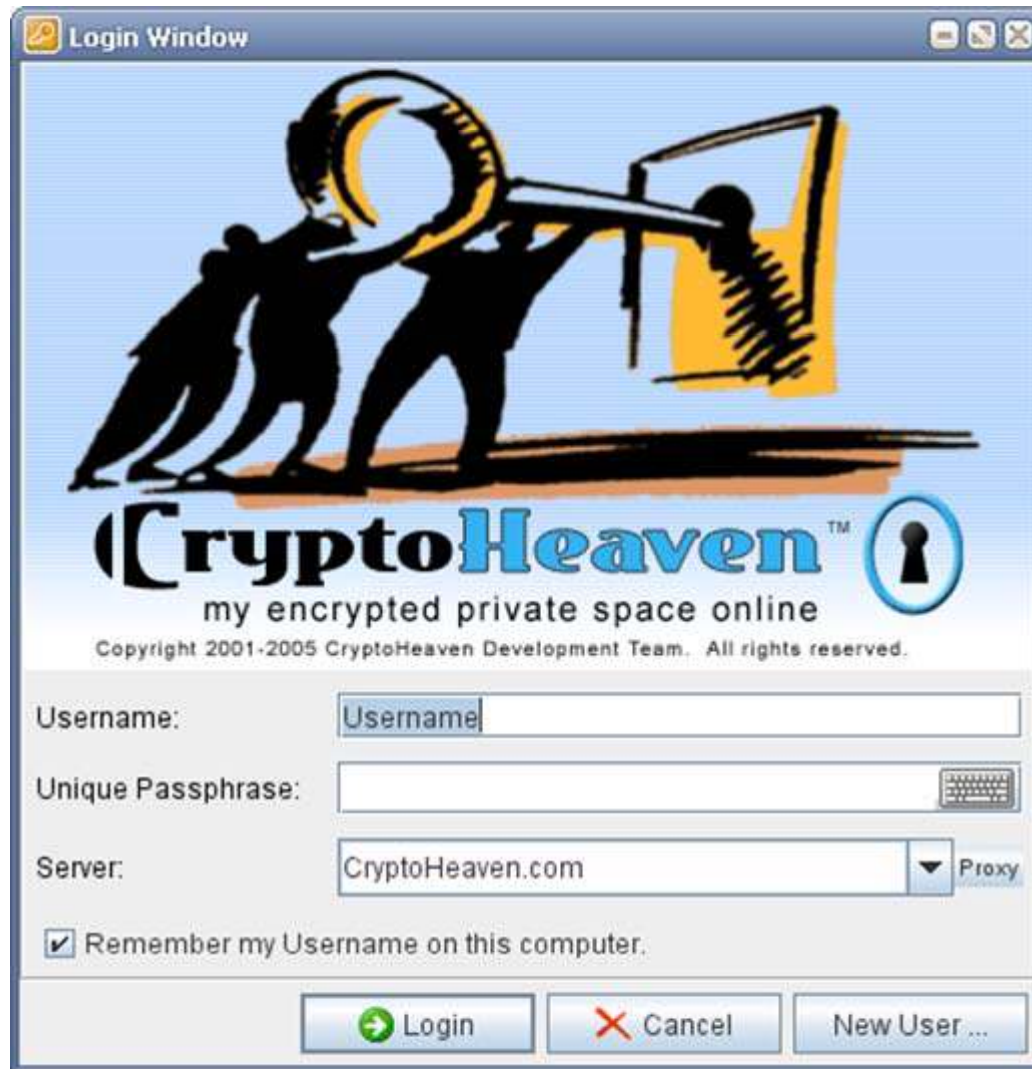 Login Window
CryptoHeaven™
my encrypted private space online
Copyright 2001-2005 CryptoHeaven Development Team. All rights reserved.
Username: Username
Unique Passphrase:
Server: CryptoHeaven.com Proxy
Remember my Username on this computer.
Login Cancel New User ...